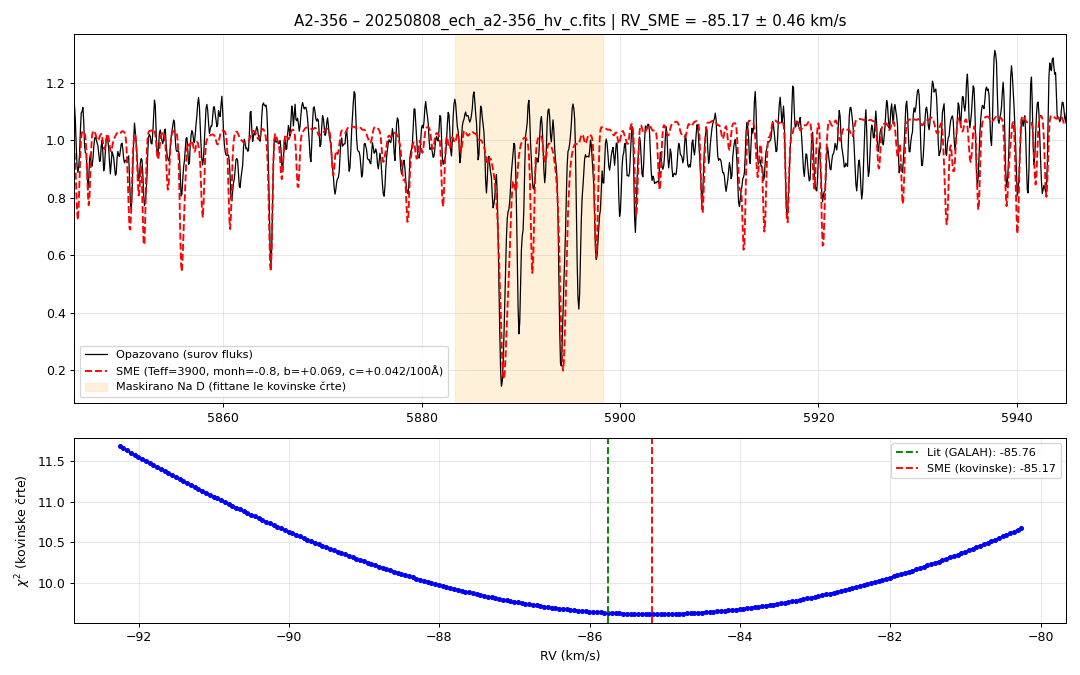 A2-356 – 20250808_ech_a2-356_hv_c.fits | RV_SME = -85.17 ± 0.46 km/s
1.2
1.0
0.8
0.6
0.4
0.2
Opazovano (surov fluks)
SME (Teff=3900, monh=-0.8, b=+0.069, c=+0.042/100Å)
Maskirano Na D (fittane le kovinske črte)
5860 5880 5900 5920 5940
χ² (kovinske črte)
11.5
11.0
10.5
10.0
Lit (GALAH): -85.76
SME (kovinske): -85.17
−92 −90 −88 −86 −84 −82 −80
RV (km/s)